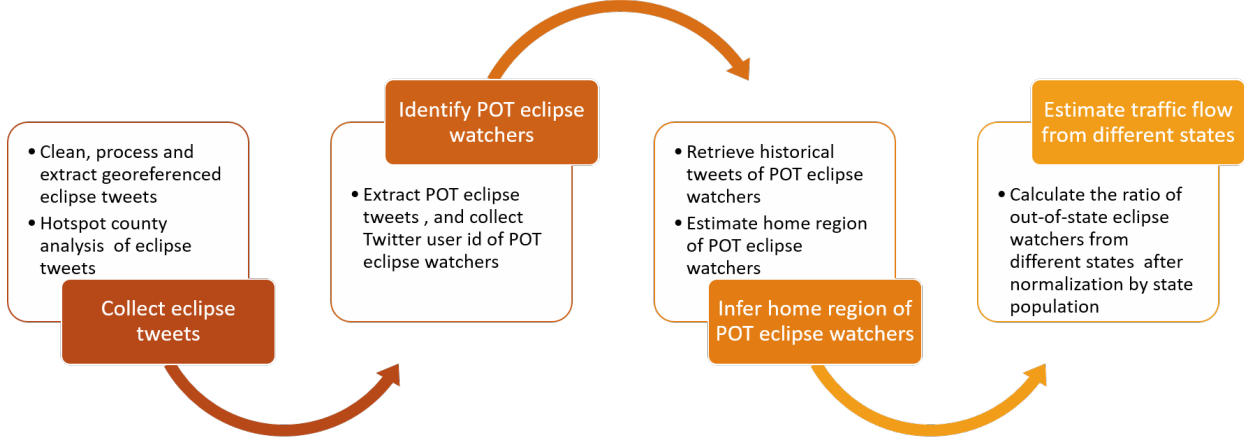 • Clean, process and
extract georeferenced
eclipse tweets
• Hotspot county
analysis of eclipse
tweets
Collect eclipse
tweets
Identify POT eclipse
watchers
• Extract POT eclipse
tweets , and collect
Twitter user id of POT
eclipse watchers
• Retrieve historical
tweets of POT eclipse
watchers
• Estimate home region
of POT eclipse
watchers
Infer home region of
POT eclipse watchers
Estimate traffic flow
from different states
• Calculate the ratio of
out-of-state eclipse
watchers from
different states after
normalization by state
population